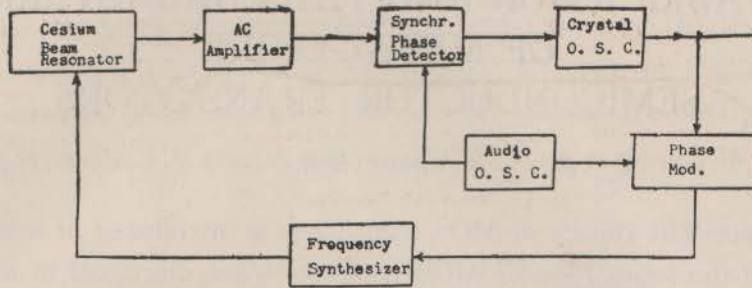 Cesium
Beam
Resonator
AC
Amplifier
Synchr.
Phase
Detector
Crystal
O. S. C.
Audio
O. S. C.
Phase
Mod.
Frequency
Synthesizer